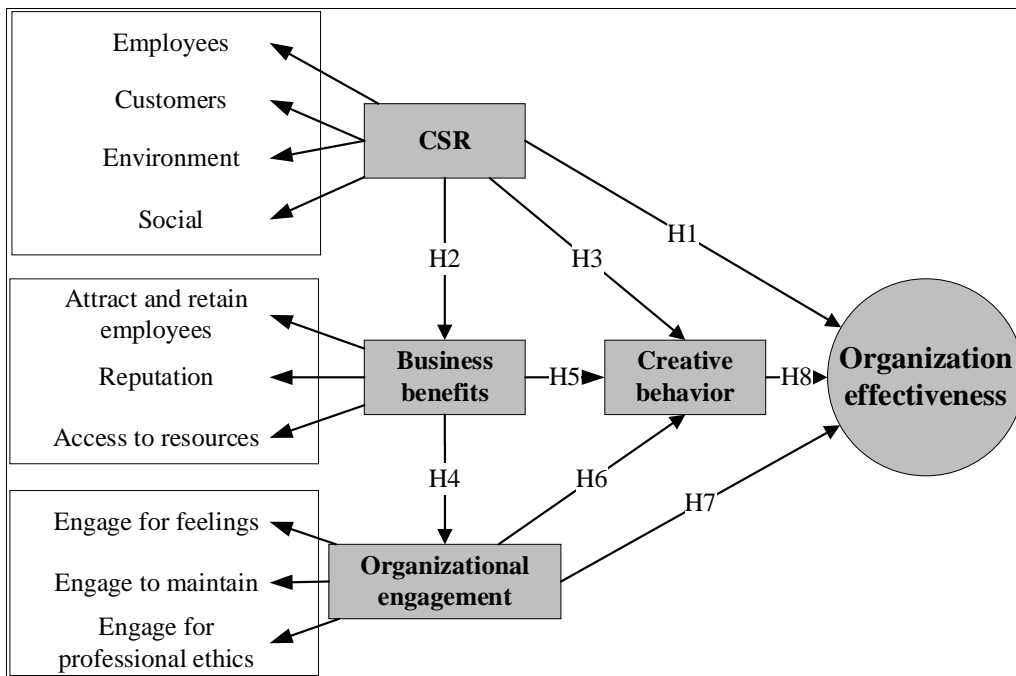 Employees
Customers
Environment
Social
CSR
H1
H2
H3
Attract and retain
employees
Reputation
Access to resources
Business
benefits
H5
Creative
behavior
H8
Organization
effectiveness
H4
H6
H7
Engage for feelings
Engage to maintain
Engage for
professional ethics
Organizational
engagement